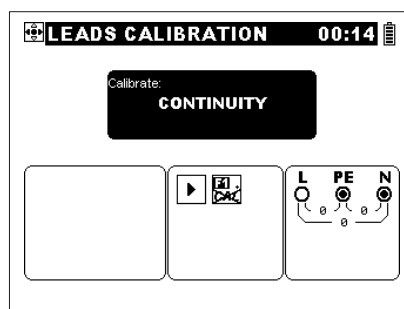 LEADS CALIBRATION 00:14
Calibrate:
CONTINUITY
F1
CAL
L PE N
0 0
0